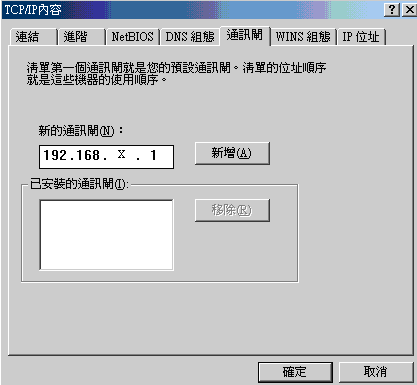 TCP/IP內容
連結 進階 NetBIOS DNS 組態 通訊閘 WINS 組態 IP 位址
清單第一個通訊閘就是您的預設通訊閘。清單的位址順序
就是這些機器的使用順序。
新的通訊閘(N)：
192.168. X . 1 新增(A)
已安裝的通訊閘(I):
移除(R)
確定 取消